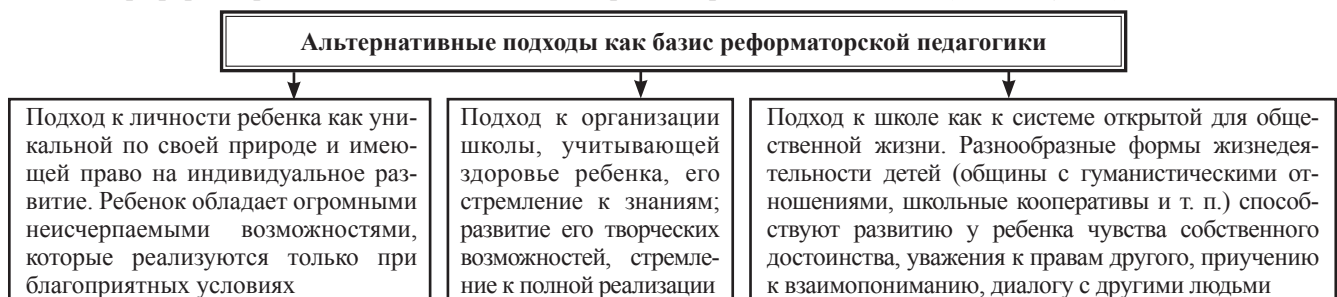 Альтернативные подходы как базис реформаторской педагогики
Подход к личности ребенка как уни-
кальной по своей природе и имею-
щей право на индивидуальное раз-
витие. Ребенок обладает огромными
неисчерпаемыми возможностями,
которые реализуются только при
благоприятных условиях
Подход к организации
школы, учитывающей
здоровье ребенка, его
стремление к знаниям;
развитие его творческих
возможностей, стремле-
ние к полной реализации
Подход к школе как к системе открытой для обще-
ственной жизни. Разнообразные формы жизнедея-
тельности детей (общины с гуманистическими от-
ношениями, школьные кооперативы и т. п.) способ-
ствуют развитию у ребенка чувства собственного
достоинства, уважения к правам другого, приучению
к взаимопониманию, диалогу с другими людьми